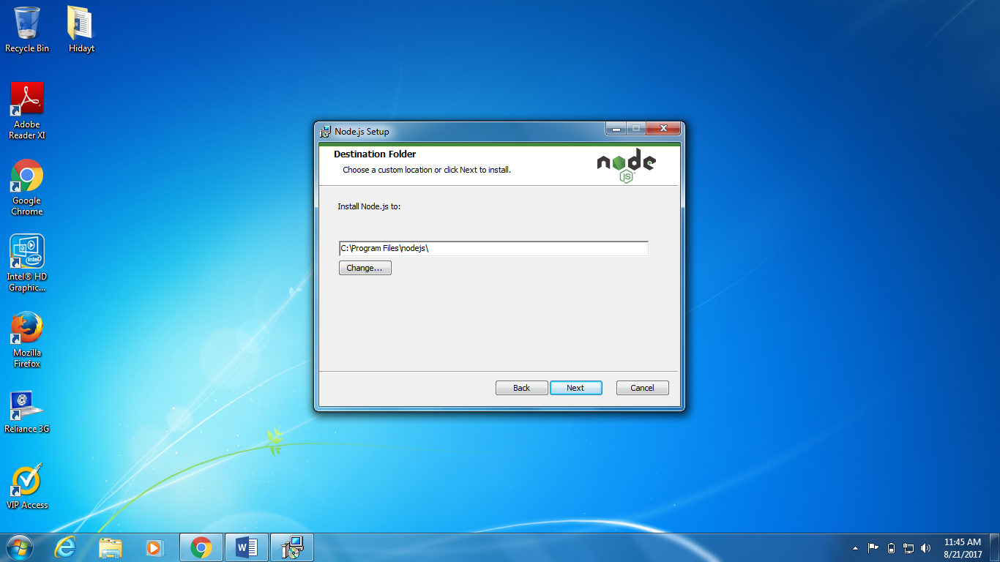 Recycle Bin
Hidayt
Adobe
Reader XI
Google
Chrome
Intel® HD
Graphic...
Mozilla
Firefox
Reliance 3G
VIP Access
Node.js Setup
Destination Folder
Choose a custom location or click Next to install.
node
JS
Install Node.js to:
C:\Program Files\nodejs\
Change...
Back
Next
Cancel
11:45 AM
8/21/2017